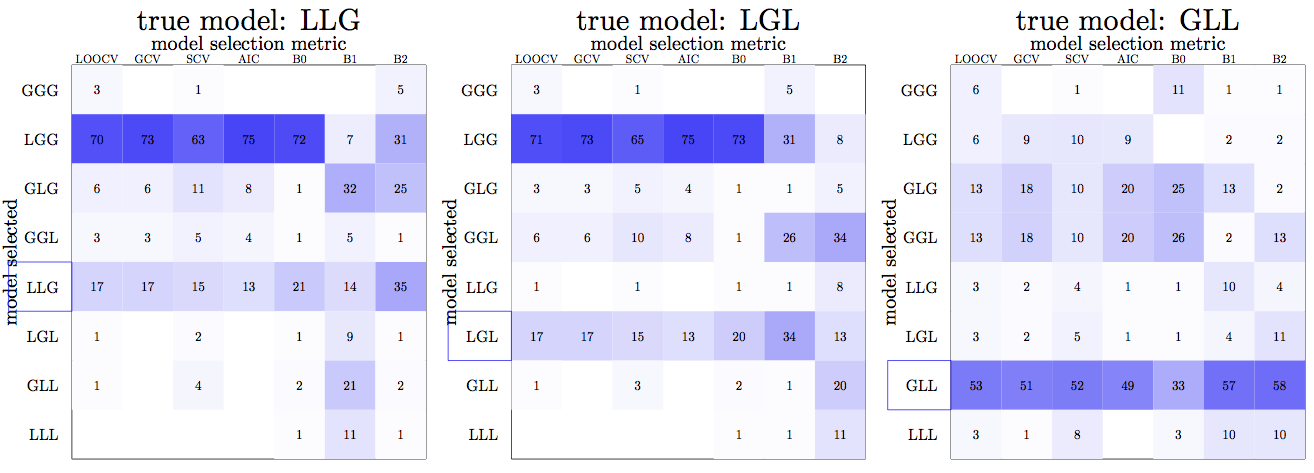 true model: LLG
model selection metric
LOOCV GCV SCV AIC B0 B1 B2
model selected
GGG 3 1 5
LGG 70 73 63 75 72 7 31
GLG 6 6 11 8 1 32 25
GGL 3 3 5 4 1 5 1
LLG 17 17 15 13 21 14 35
LGL 1 2 1 9 1
GLL 1 4 2 21 2
LLL 1 11 1
true model: LGL
model selection metric
LOOCV GCV SCV AIC B0 B1 B2
model selected
GGG 3 1 5
LGG 71 73 65 75 73 31 8
GLG 3 3 5 4 1 1 5
GGL 6 6 10 8 1 26 34
LLG 1 1 1 1 8
LGL 17 17 15 13 20 34 13
GLL 1 3 2 1 20
LLL 1 1 11
true model: GLL
model selection metric
LOOCV GCV SCV AIC B0 B1 B2
model selected
GGG 6 1 11 1 1
LGG 6 9 10 9 2 2
GLG 13 18 10 20 25 13 2
GGL 13 18 10 20 26 2 13
LLG 3 2 4 1 1 10 4
LGL 3 2 5 1 1 4 11
GLL 53 51 52 49 33 57 58
LLL 3 1 8 3 10 10